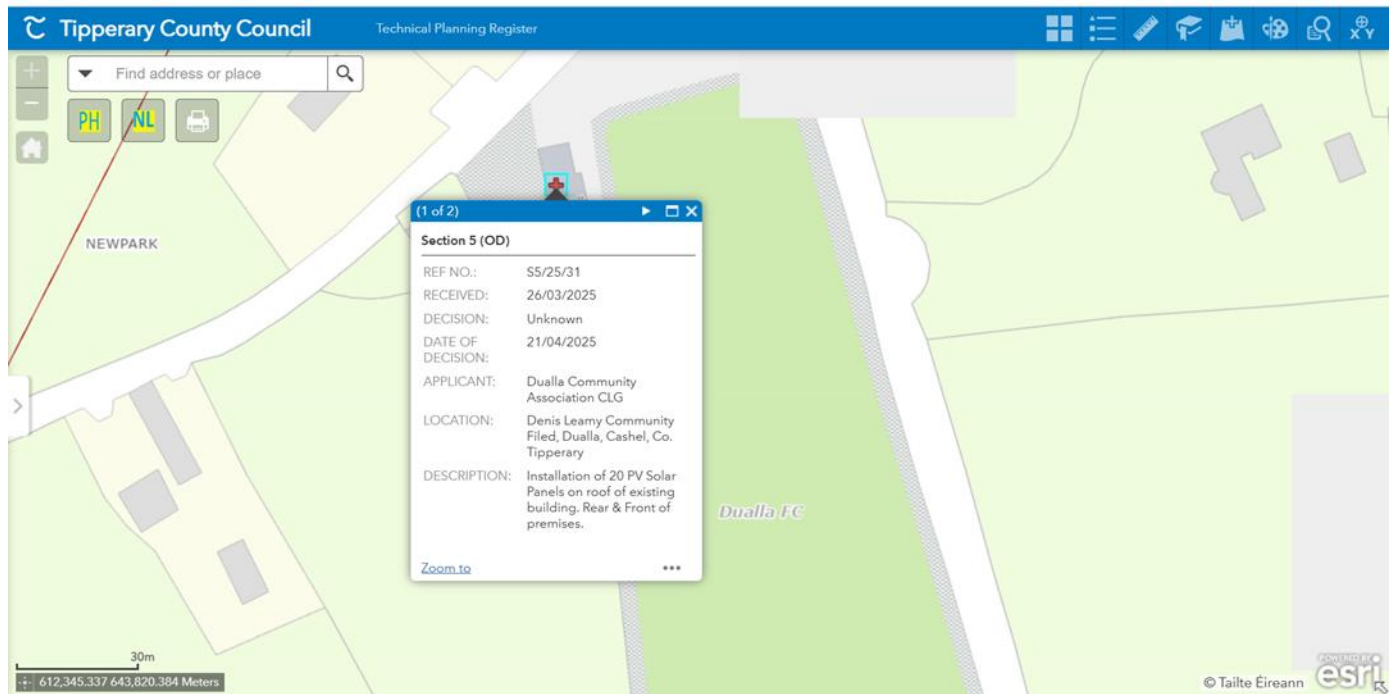 Tipperary County Council
Technical Planning Register
Find address or place
PH
NL
NEWPARK
(1 of 2)
Section 5 (OD)
REF NO.: S5/25/31
RECEIVED: 26/03/2025
DECISION: Unknown
DATE OF 21/04/2025
DECISION:
APPLICANT: Dualla Community
Association CLG
LOCATION: Denis Leamy Community
Filed, Dualla, Cashel, Co.
Tipperary
DESCRIPTION: Installation of 20 PV Solar
Panels on roof of existing
building. Rear & Front of
premises.
Zoom to
Dualla FC
30m
612,345.337 643,820.384 Meters
© Tailte Éireann
POWERED BY
esri